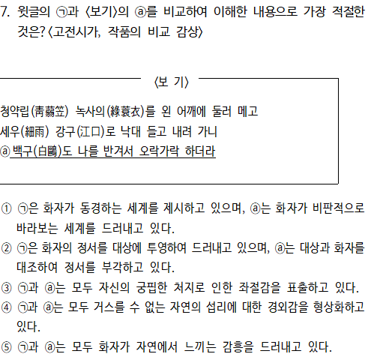 7. 윗글의 ㉠과 〈보기〉의 ⓐ를 비교하여 이해한 내용으로 가장 적절한
것은? 〈고전시가, 작품의 비교 감상〉
〈보 기〉
청약립(靑蒻笠) 녹사의(綠蓑衣)를 왼 어깨에 둘러 메고
세우(細雨) 강구(江口)로 낙대 들고 내려 가니
ⓐ 백구(白鷗)도 나를 반겨서 오락가락 하더라
① ㉠은 화자가 동경하는 세계를 제시하고 있으며, ⓐ는 화자가 비판적으로
바라보는 세계를 드러내고 있다.
② ㉠은 화자의 정서를 대상에 투영하여 드러내고 있으며, ⓐ는 대상과 화자를
대조하여 정서를 부각하고 있다.
③ ㉠과 ⓐ는 모두 자신의 궁핍한 처지로 인한 좌절감을 표출하고 있다.
④ ㉠과 ⓐ는 모두 거스를 수 없는 자연의 섭리에 대한 경외감을 형상화하고
있다.
⑤ ㉠과 ⓐ는 모두 화자가 자연에서 느끼는 감흥을 드러내고 있다.